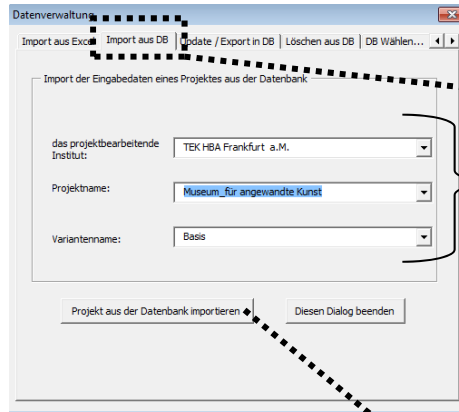 Datenverwaltung
Import aus Excel | Import aus DB | Update / Export in DB | Löschen aus DB | DB Wählen...
Import der Eingabedaten eines Projektes aus der Datenbank
das projektbearbeitende
Institut:
TEK HBA Frankfurt a.M.
Projektname:
Museum_für angewandte Kunst
Variantenname:
Basis
Projekt aus der Datenbank importieren
Diesen Dialog beenden